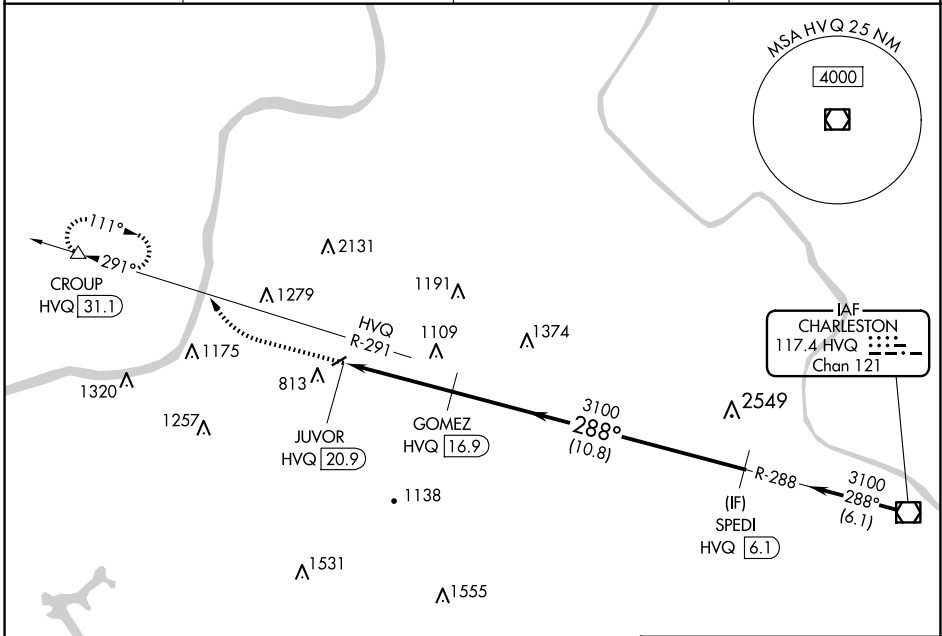 MSA HVQ 25 NM
4000
111°
291°
CROUP
HVQ 31.1
2131
1279
1191
HVQ
R-291
1109
1374
1175
813
1320
1257
JUVOR
HVQ 20.9
GOMEZ
HVQ 16.9
3100
288°
(10.8)
2549
IAF
CHARLESTON
117.4 HVQ
Chan 121
R-288
3100
288°
(6.1)
(IF)
SPEDI
HVQ 6.1
1138
1531
1555